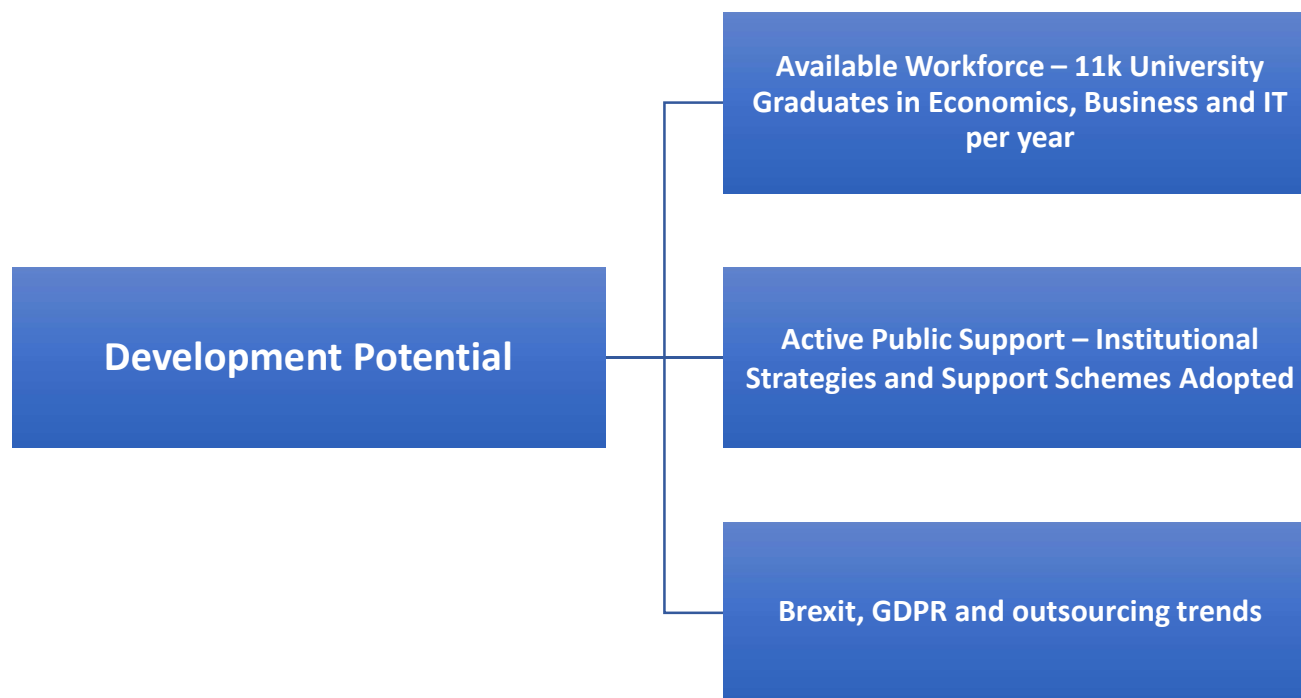 Available Workforce – 11k University
Graduates in Economics, Business and IT
per year
Development Potential
Active Public Support – Institutional
Strategies and Support Schemes Adopted
Brexit, GDPR and outsourcing trends